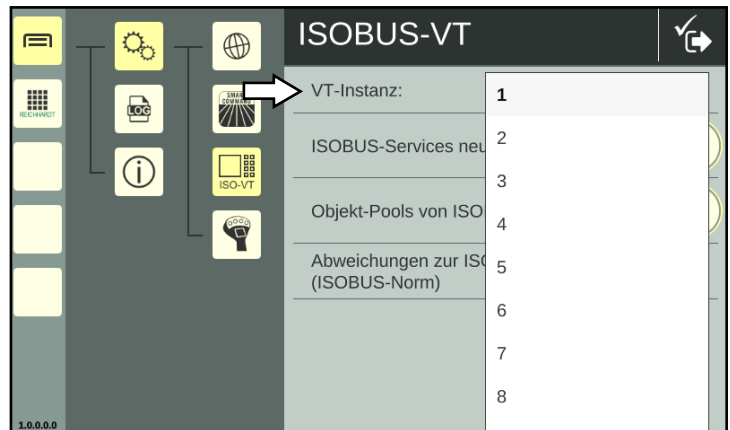 ISOBUS-VT
REICHHARDT
LOG
SMART
COMMAND
ISO-VT
VT-Instanz:
ISOBUS-Services neu
Objekt-Pools von ISO
Abweichungen zur ISO
(ISOBUS-Norm)
1
2
3
4
5
6
7
8
1.0.0.0.0